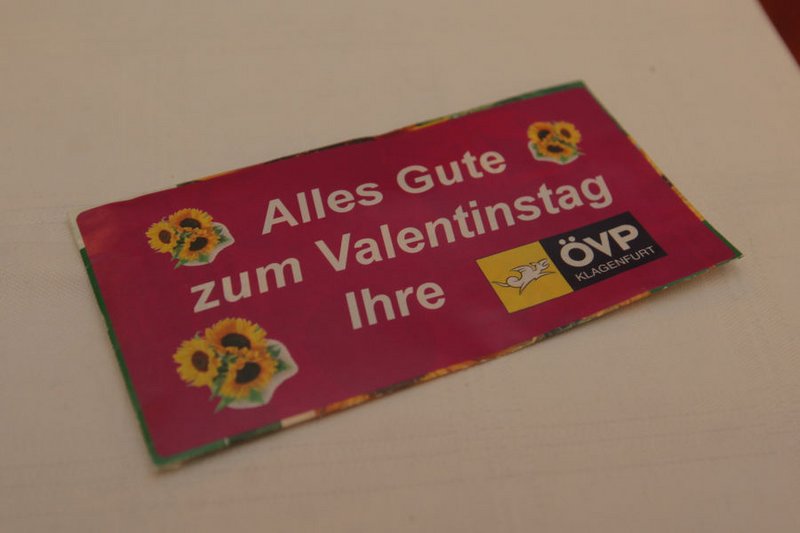 Alles Gute
zum Valentinstag
Ihre
ÖVP
KLAGENFURT